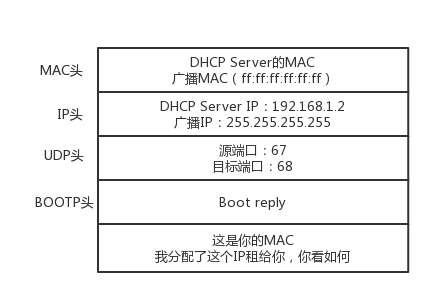 MAC头
DHCP Server的MAC
广播MAC（ff:ff:ff:ff:ff:ff）
IP头
DHCP Server IP：192.168.1.2
广播IP：255.255.255.255
UDP头
源端口：67
目标端口：68
BOOTP头
Boot reply
这是你的MAC
我分配了这个IP租给你，你看如何